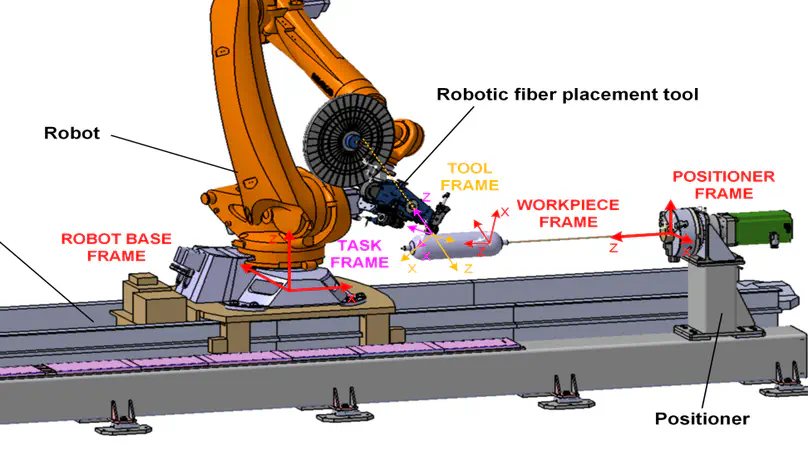 Robotic fiber placement tool
Robot
TOOL
FRAME
POSITIONER
FRAME
WORKPIECE
FRAME
ROBOT BASE
FRAME
TASK
FRAME
Z
X
Z
Z
X
Z
Positioner